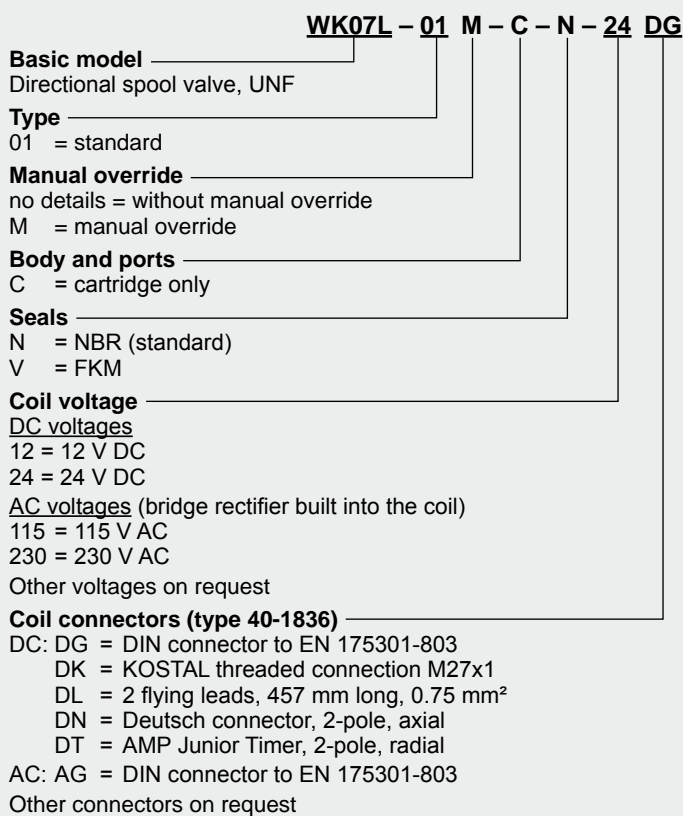 WK07L – 01 M – C – N – 24 DG
Basic model
Directional spool valve, UNF
Type
01 = standard
Manual override
no details = without manual override
M = manual override
Body and ports
C = cartridge only
Seals
N = NBR (standard)
V = FKM
Coil voltage
DC voltages
12 = 12 V DC
24 = 24 V DC
AC voltages (bridge rectifier built into the coil)
115 = 115 V AC
230 = 230 V AC
Other voltages on request
Coil connectors (type 40-1836)
DC: DG = DIN connector to EN 175301-803
DK = KOSTAL threaded connection M27x1
DL = 2 flying leads, 457 mm long, 0.75 mm²
DN = Deutsch connector, 2-pole, axial
DT = AMP Junior Timer, 2-pole, radial
AC: AG = DIN connector to EN 175301-803
Other connectors on request